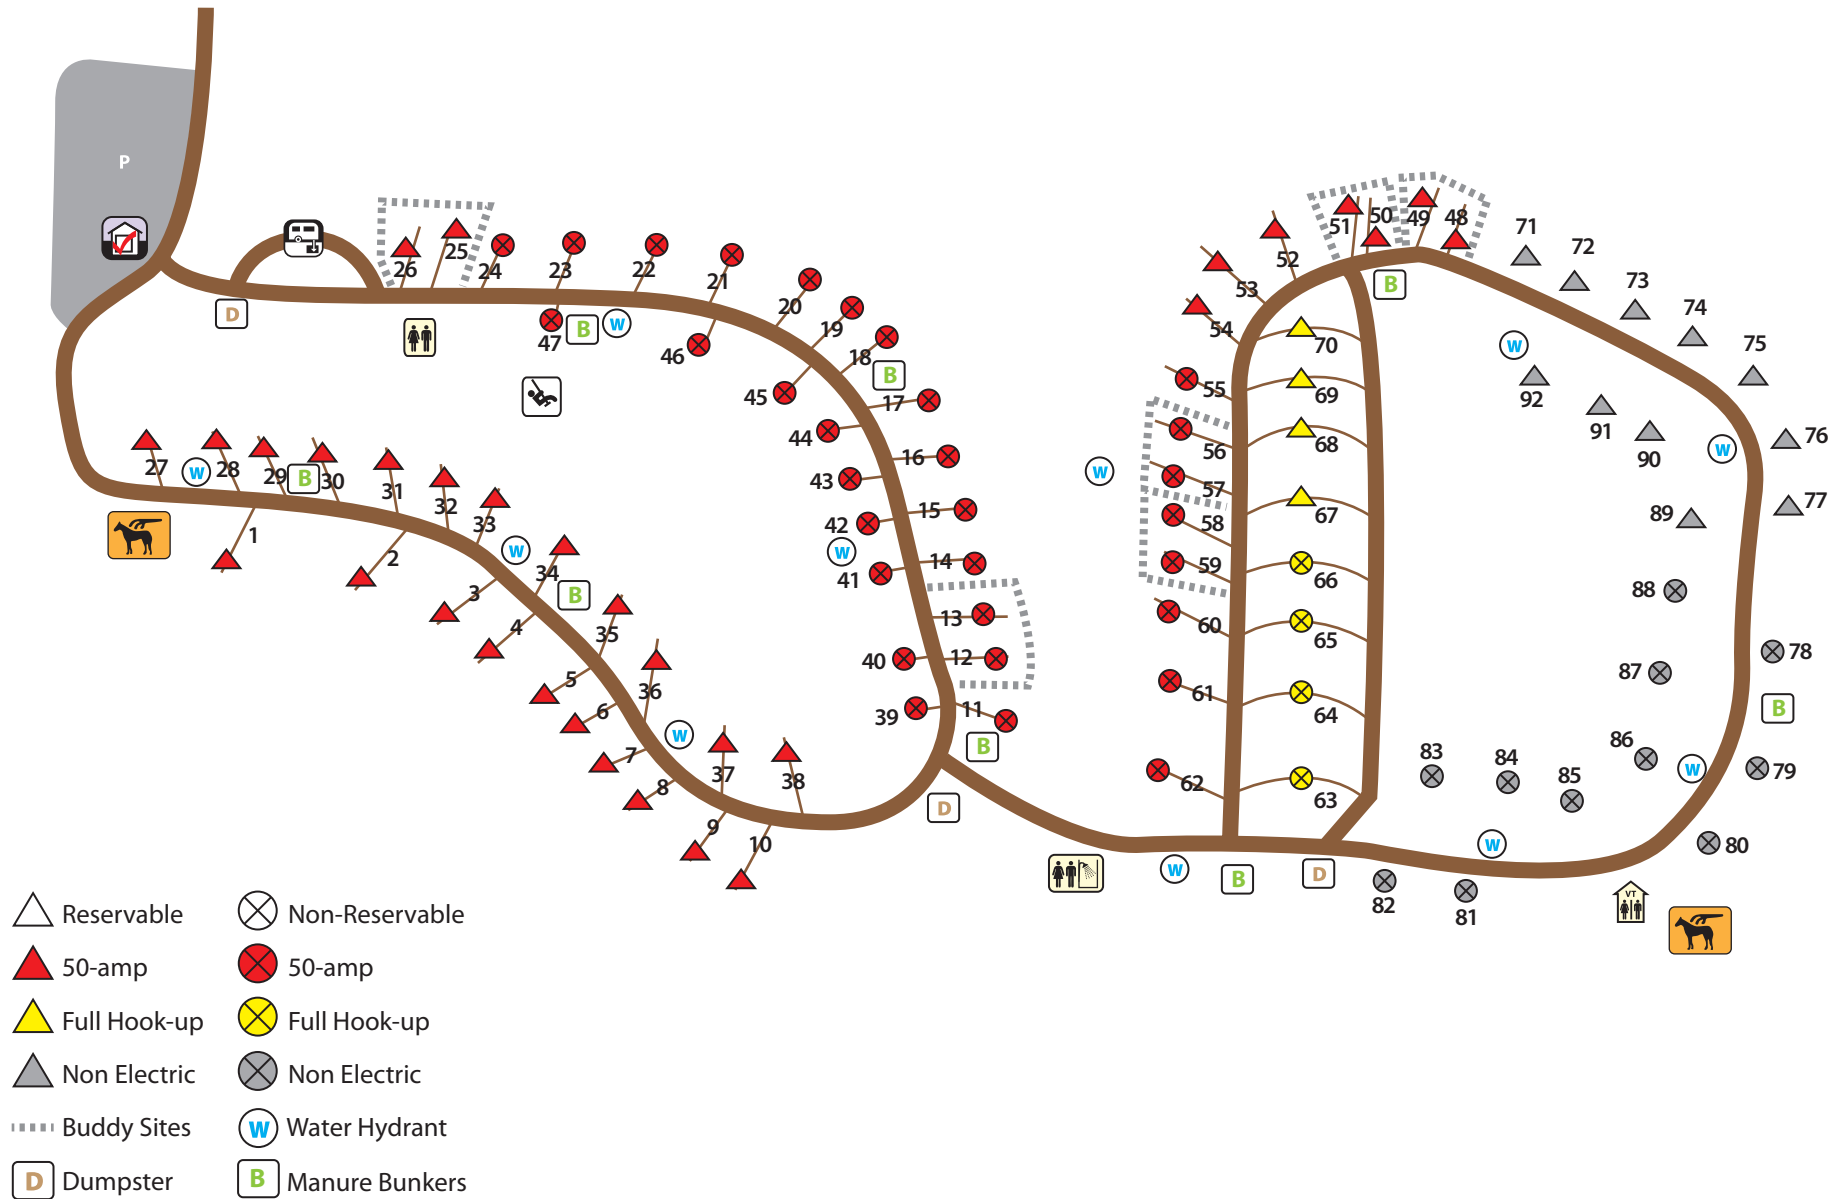 P
51
50
49
48
71
72
26
25
24
23
22
21
52
73
53
20
74
D
19
54
70
B
75
47
B
W
46
18
W
B
45
17
55
69
92
91
44
56
68
76
27
W
28
29
B
30
31
43
16
W
57
90
W
32
33
42
15
58
67
89
77
1
2
W
34
W
41
14
59
66
3
B
88
4
35
13
60
65
5
36
40
12
87
78
6
39
11
61
64
B
7
W
B
86
8
37
38
62
63
83
84
85
W
79
9
D
10
W
B
D
W
80
82
81
VT
Reservable
Non-Reservable
50-amp
50-amp
Full Hook-up
Full Hook-up
Non Electric
Non Electric
Buddy Sites
W Water Hydrant
D Dumpster
B Manure Bunkers